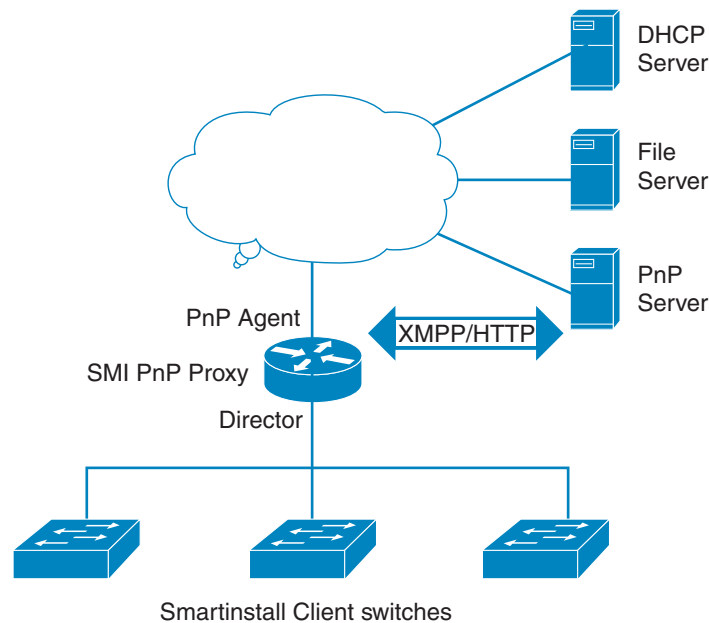 DHCP
Server
File
Server
PnP
Server
PnP Agent
XMPP/HTTP
SMI PnP Proxy
Director
Smartinstall Client switches